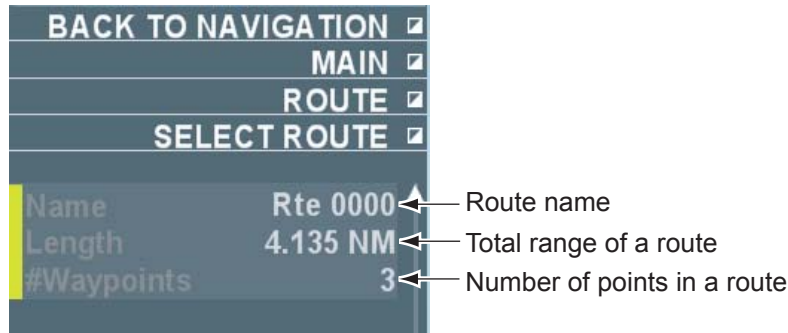 BACK TO NAVIGATION
MAIN
ROUTE
SELECT ROUTE
Name Rte 0000 Route name
Length 4.135 NM Total range of a route
#Waypoints 3 Number of points in a route